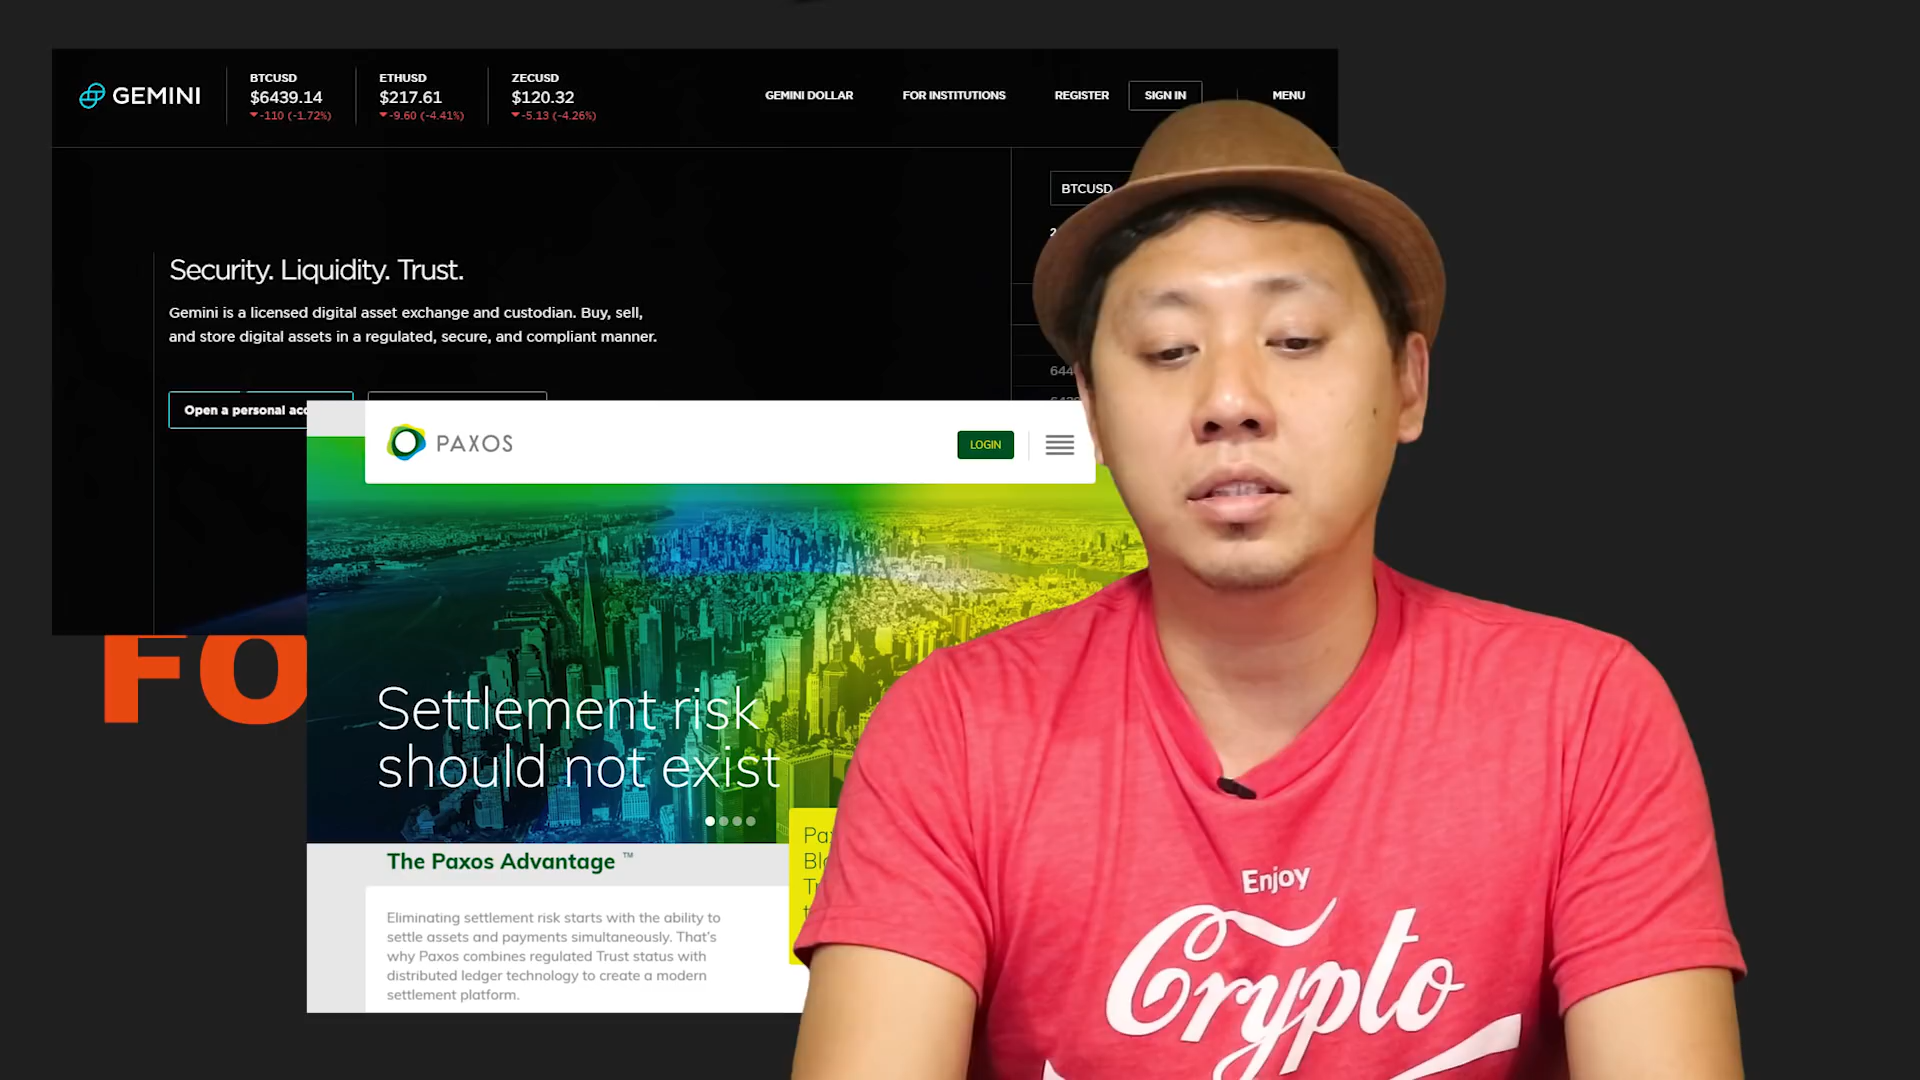 GEMINI
BTCUSD
$6439.14
-110 (-1.72%)
ETHUSD
$217.61
-9.60 (-4.41%)
ZECUSD
$120.32
-5.13 (-4.26%)
GEMINI DOLLAR
FOR INSTITUTIONS
REGISTER
SIGN IN
MENU
BTCUSD
Security. Liquidity. Trust.
Gemini is a licensed digital asset exchange and custodian. Buy, sell,
and store digital assets in a regulated, secure, and compliant manner.
Open a personal
PAXOS
LOGIN
FO
Settlement risk
should not exist
The Paxos Advantage ™
Eliminating settlement risk starts with the ability to
settle assets and payments simultaneously. That's
why Paxos combines regulated Trust status with
distributed ledger technology to create a modern
settlement platform.
Enjoy
Crypto